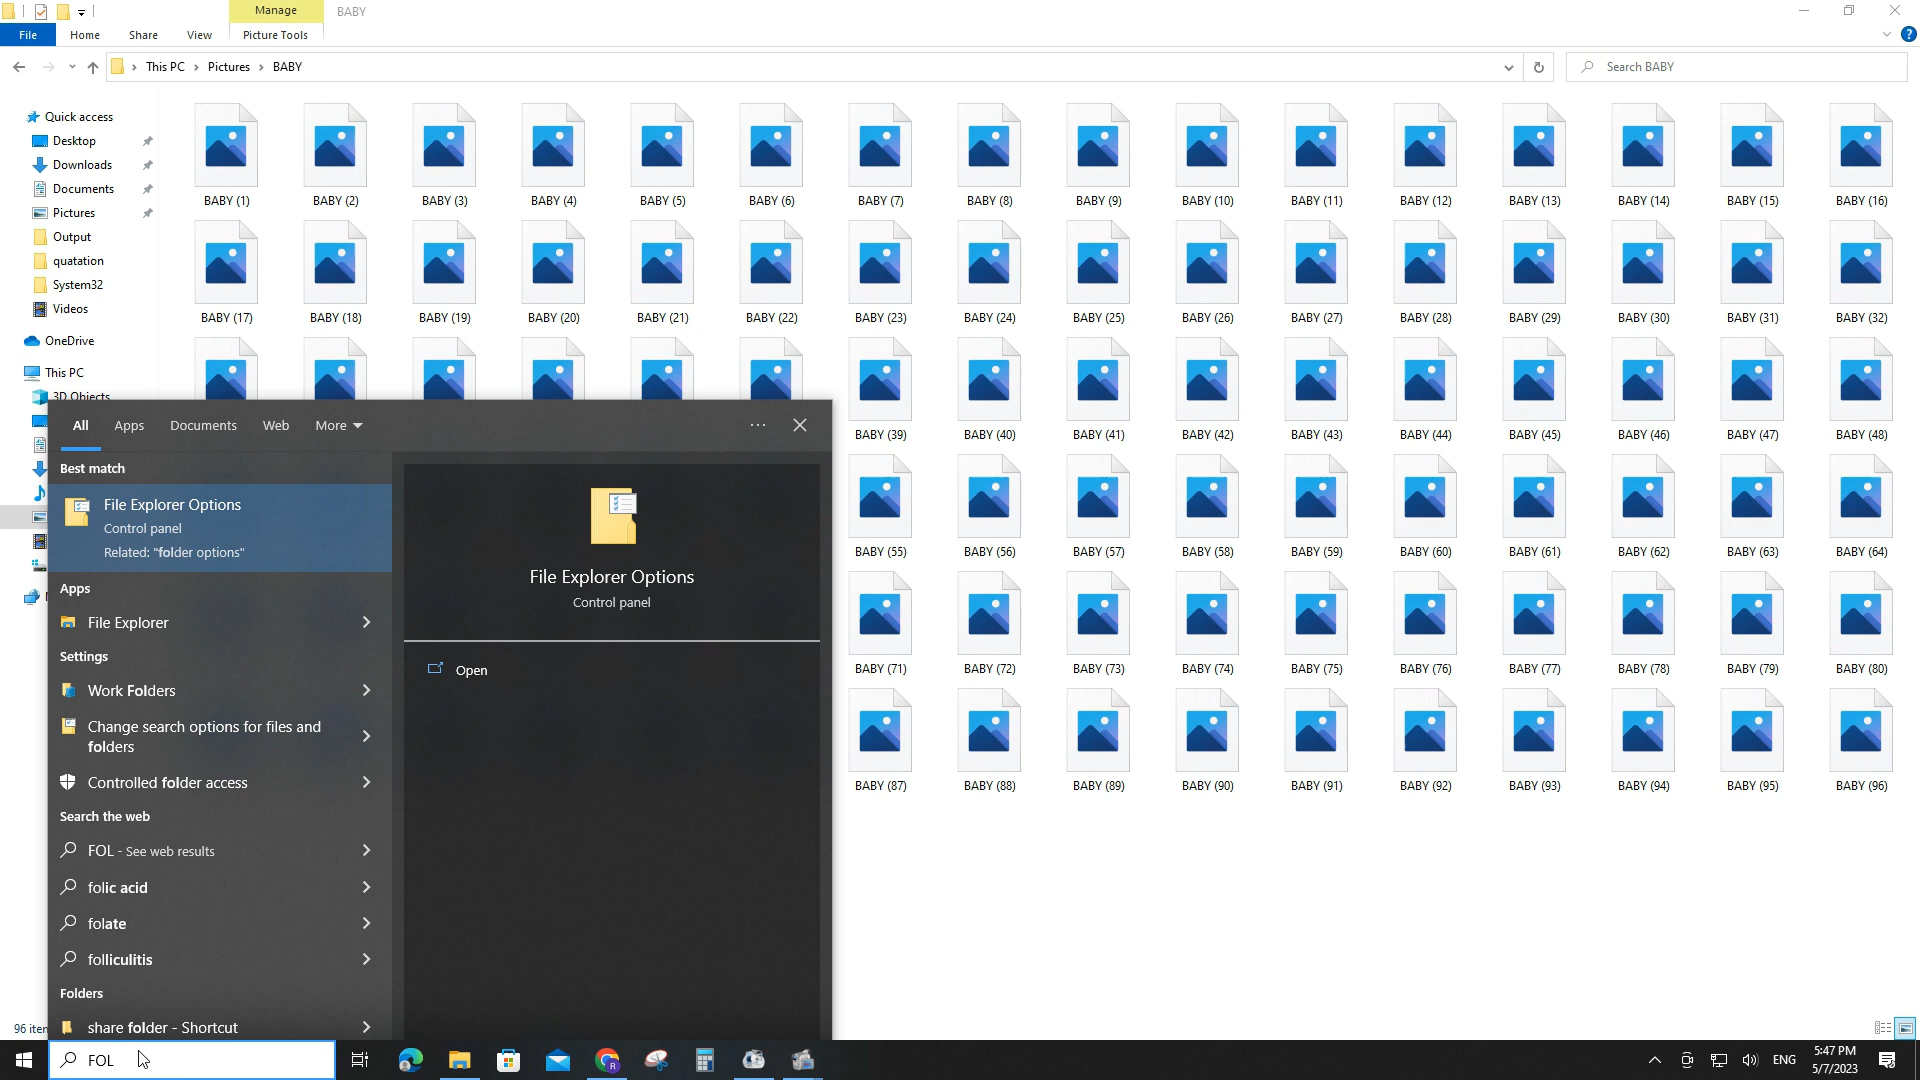 Manage
BABY
File
Home
Share
View
Picture Tools
This PC
Pictures
BABY
Search BABY
Quick access
Desktop
Downloads
Documents
Pictures
Output
quatation
System32
Videos
OneDrive
This PC
3D Objects
BABY (1)
BABY (2)
BABY (3)
BABY (4)
BABY (5)
BABY (6)
BABY (7)
BABY (8)
BABY (9)
BABY (10)
BABY (11)
BABY (12)
BABY (13)
BABY (14)
BABY (15)
BABY (16)
BABY (17)
BABY (18)
BABY (19)
BABY (20)
BABY (21)
BABY (22)
BABY (23)
BABY (24)
BABY (25)
BABY (26)
BABY (27)
BABY (28)
BABY (29)
BABY (30)
BABY (31)
BABY (32)
BABY (39)
BABY (40)
BABY (41)
BABY (42)
BABY (43)
BABY (44)
BABY (45)
BABY (46)
BABY (47)
BABY (48)
BABY (55)
BABY (56)
BABY (57)
BABY (58)
BABY (59)
BABY (60)
BABY (61)
BABY (62)
BABY (63)
BABY (64)
BABY (71)
BABY (72)
BABY (73)
BABY (74)
BABY (75)
BABY (76)
BABY (77)
BABY (78)
BABY (79)
BABY (80)
BABY (87)
BABY (88)
BABY (89)
BABY (90)
BABY (91)
BABY (92)
BABY (93)
BABY (94)
BABY (95)
BABY (96)
All
Apps
Documents
Web
More
Best match
File Explorer Options
Control panel
Related: "folder options"
Apps
File Explorer
Settings
Work Folders
Change search options for files and
folders
Controlled folder access
Search the web
FOL - See web results
folic acid
folate
folliculitis
Folders
share folder - Shortcut
File Explorer Options
Control panel
Open
96
FOL
ENG
5:47 PM
5/7/2023